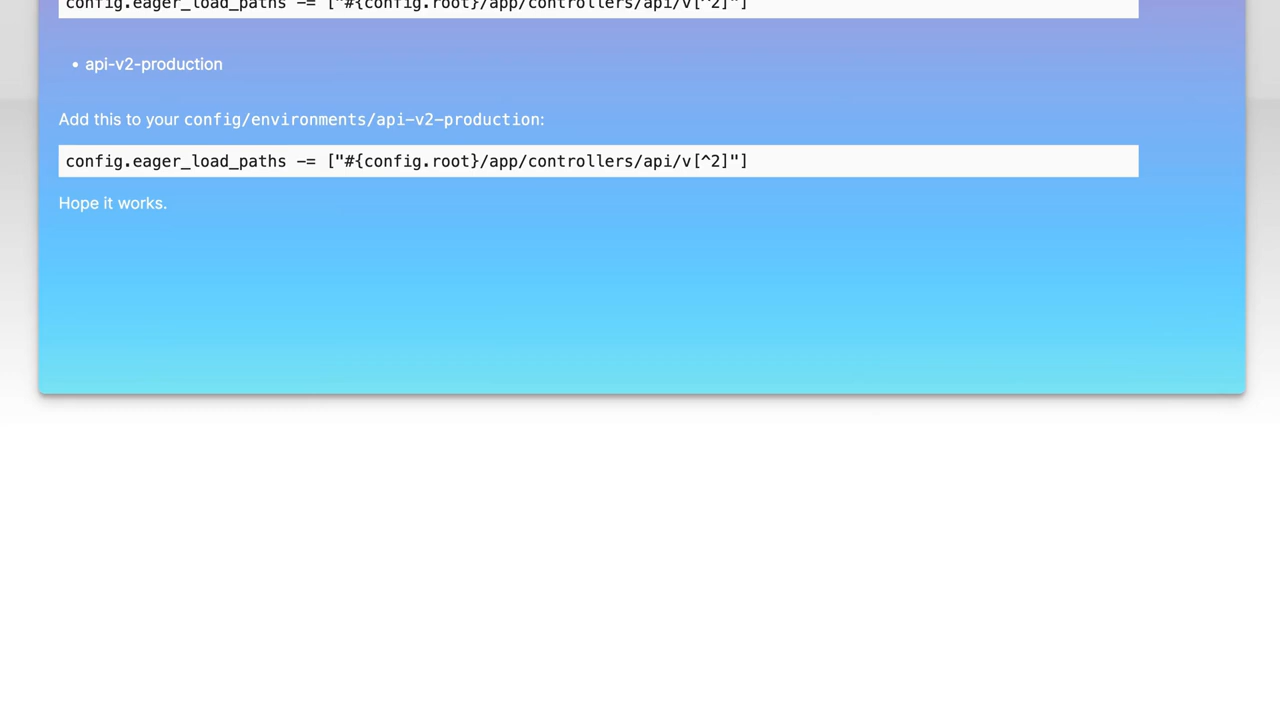 config.eager_load_paths -= ["#{config.root}/app/controllers/api/v[^2]"]
• api-v2-production
Add this to your config/environments/api-v2-production:
config.eager_load_paths -= ["#{config.root}/app/controllers/api/v[^2]"]
Hope it works.